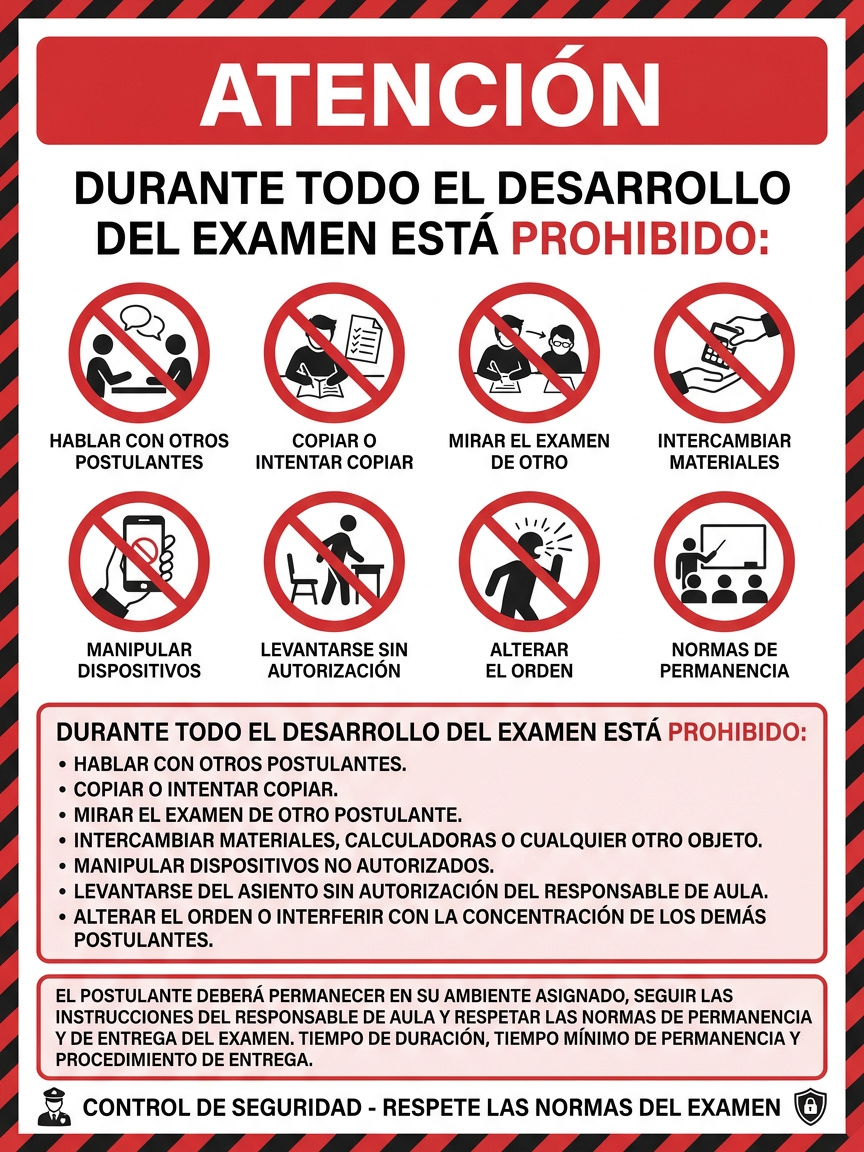 ATENCIÓN
DURANTE TODO EL DESARROLLO
DEL EXAMEN ESTÁ PROHIBIDO:
HABLAR CON OTROS
POSTULANTES
COPIAR O
INTENTAR COPIAR
MIRAR EL EXAMEN
DE OTRO
INTERCAMBIAR
MATERIALES
MANIPULAR
DISPOSITIVOS
LEVANTARSE SIN
AUTORIZACIÓN
ALTERAR
EL ORDEN
NORMAS DE
PERMANENCIA
DURANTE TODO EL DESARROLLO DEL EXAMEN ESTÁ PROHIBIDO:
• HABLAR CON OTROS POSTULANTES.
• COPIAR O INTENTAR COPIAR.
• MIRAR EL EXAMEN DE OTRO POSTULANTE.
• INTERCAMBIAR MATERIALES, CALCULADORAS O CUALQUIER OTRO OBJETO.
• MANIPULAR DISPOSITIVOS NO AUTORIZADOS.
• LEVANTARSE DEL ASIENTO SIN AUTORIZACIÓN DEL RESPONSABLE DE AULA.
• ALTERAR EL ORDEN O INTERFERIR CON LA CONCENTRACIÓN DE LOS DEMÁS
POSTULANTES.
EL POSTULANTE DEBERÁ PERMANECER EN SU AMBIENTE ASIGNADO, SEGUIR LAS
INSTRUCCIONES DEL RESPONSABLE DE AULA Y RESPETAR LAS NORMAS DE PERMANENCIA
Y DE ENTREGA DEL EXAMEN. TIEMPO DE DURACIÓN, TIEMPO MÍNIMO DE PERMANENCIA Y
PROCEDIMIENTO DE ENTREGA.
CONTROL DE SEGURIDAD - RESPETE LAS NORMAS DEL EXAMEN